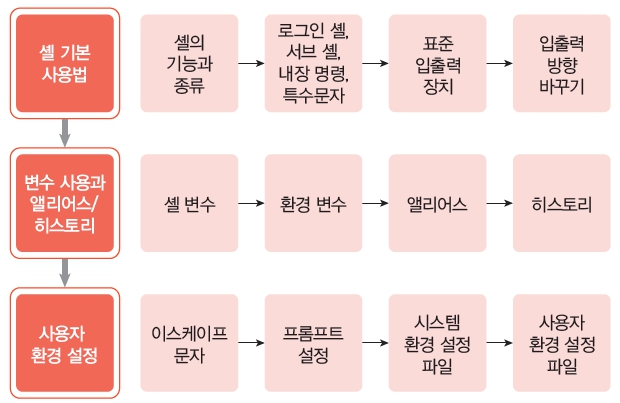 셸 기본
사용법
셸의
기능과
종류
로그인 셸,
서브 셸,
내장 명령,
특수문자
표준
입출력
장치
입출력
방향
바꾸기
변수 사용과
앨리어스/
히스토리
셸 변수
환경 변수
앨리어스
히스토리
사용자
환경 설정
이스케이프
문자
프롬프트
설정
시스템
환경 설정
파일
사용자
환경 설정
파일